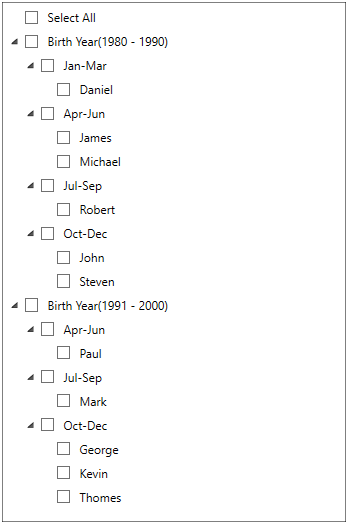 Select All
Birth Year(1980 - 1990)
Jan-Mar
Daniel
Apr-Jun
James
Michael
Jul-Sep
Robert
Oct-Dec
John
Steven
Birth Year(1991 - 2000)
Apr-Jun
Paul
Jul-Sep
Mark
Oct-Dec
George
Kevin
Thomes